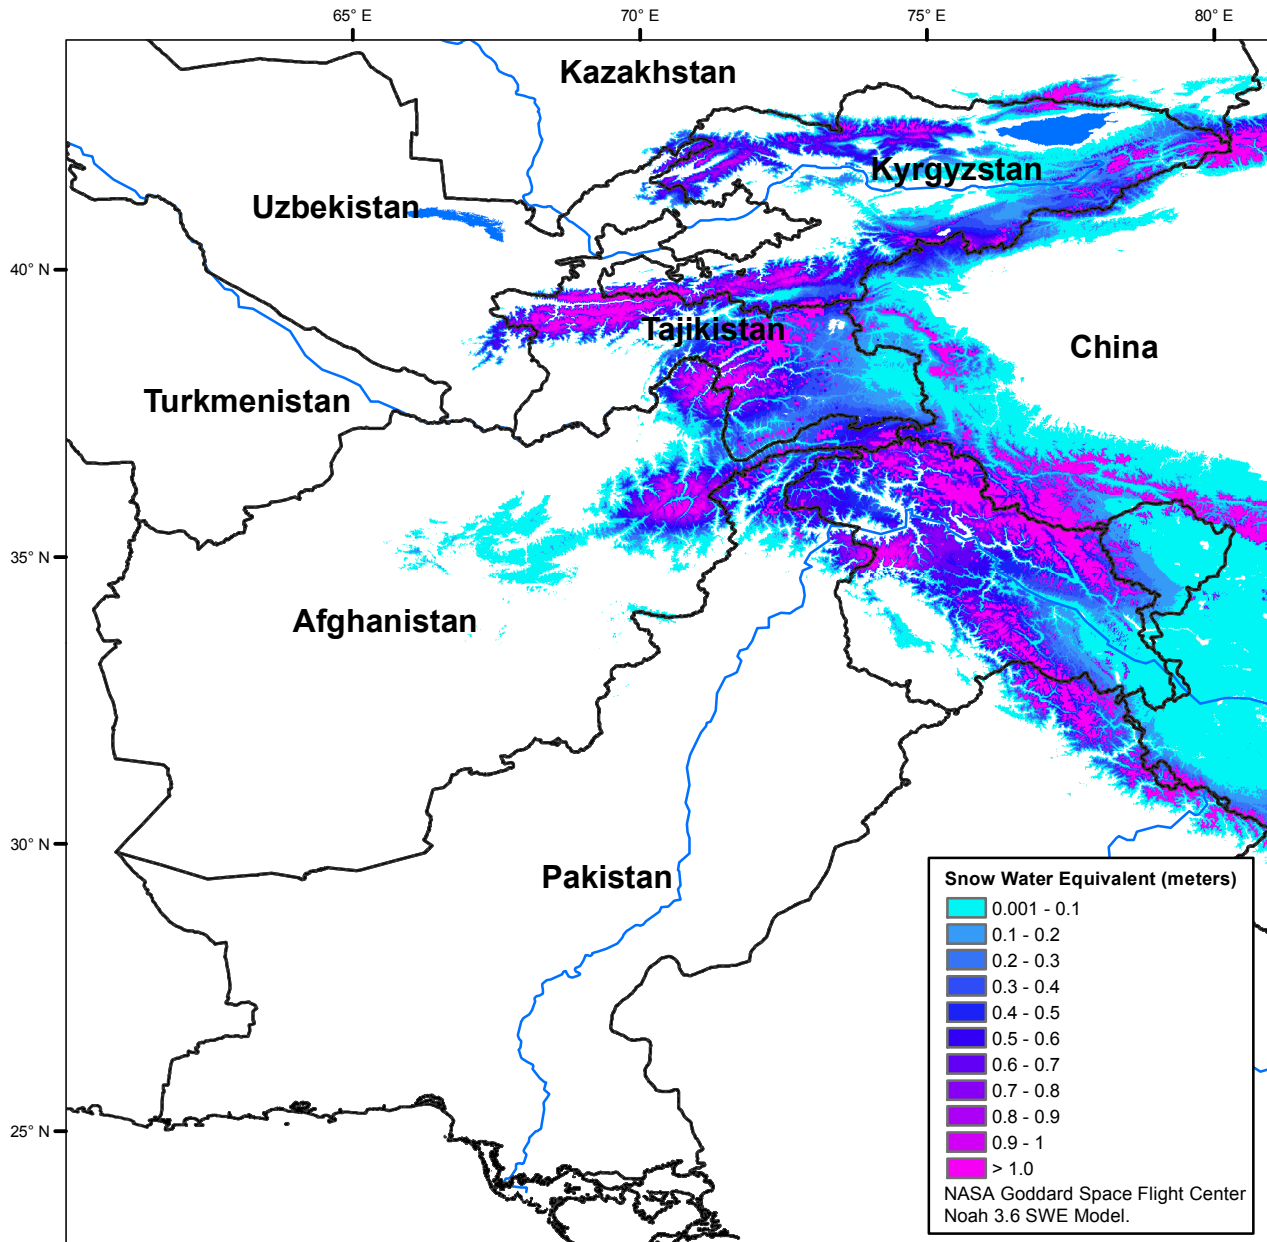 65° E
70° E
75° E
80° E
Kazakhstan
Kyrgyzstan
Uzbekistan
40° N
Tajikistan
China
Turkmenistan
35° N
Afghanistan
30° N
Pakistan
Snow Water Equivalent (meters)
0.001 - 0.1
0.1 - 0.2
0.2 - 0.3
0.3 - 0.4
0.4 - 0.5
0.5 - 0.6
0.6 - 0.7
0.7 - 0.8
0.8 - 0.9
0.9 - 1
> 1.0
NASA Goddard Space Flight Center
Noah 3.6 SWE Model.
25° N